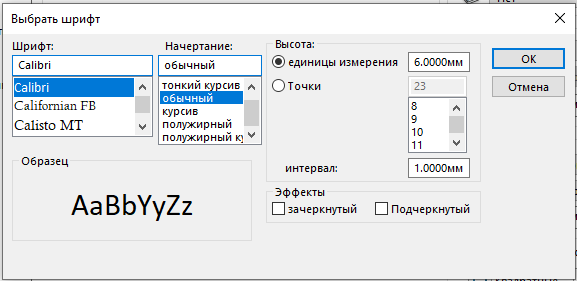 Выбрать шрифт
Шрифт:
Calibri
Calibri
Californian FB
Calisto MT
Начертание:
обычный
тонкий курсив
обычный
курсив
полужирный
полужирный ку
Высота:
единицы измерения
6.0000мм
Точки
23
8
9
10
11
интервал:
1.0000мм
OK
Отмена
Образец
AaBbYyZz
Эффекты
зачеркнутый
Подчеркнутый